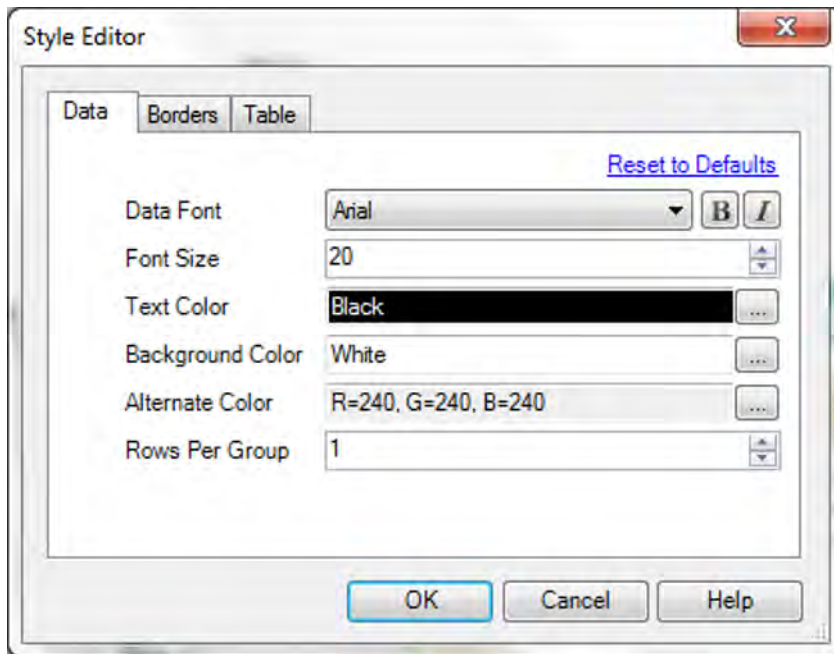 Style Editor
Data Borders Table
Reset to Defaults
Data Font Arial B I
Font Size 20
Text Color Black ...
Background Color White ...
Alternate Color R=240, G=240, B=240 ...
Rows Per Group 1
OK Cancel Help